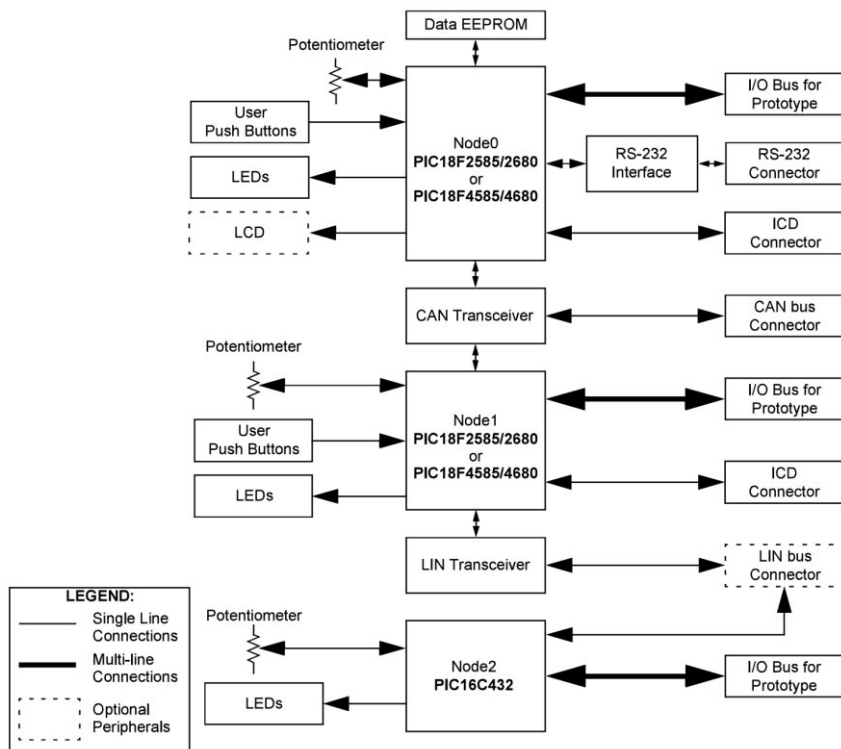 Data EEPROM
Potentiometer
I/O Bus for
Prototype
User
Push Buttons
Node0
PIC18F2585/2680
or
PIC18F4585/4680
RS-232
Interface
RS-232
Connector
LEDs
LCD
ICD
Connector
CAN Transceiver
CAN bus
Connector
Potentiometer
I/O Bus for
Prototype
User
Push Buttons
Node1
PIC18F2585/2680
or
PIC18F4585/4680
LEDs
ICD
Connector
LIN Transceiver
LIN bus
Connector
LEGEND:
Single Line
Connections
Multi-line
Connections
Optional
Peripherals
Potentiometer
Node2
PIC16C432
LEDs
I/O Bus for
Prototype